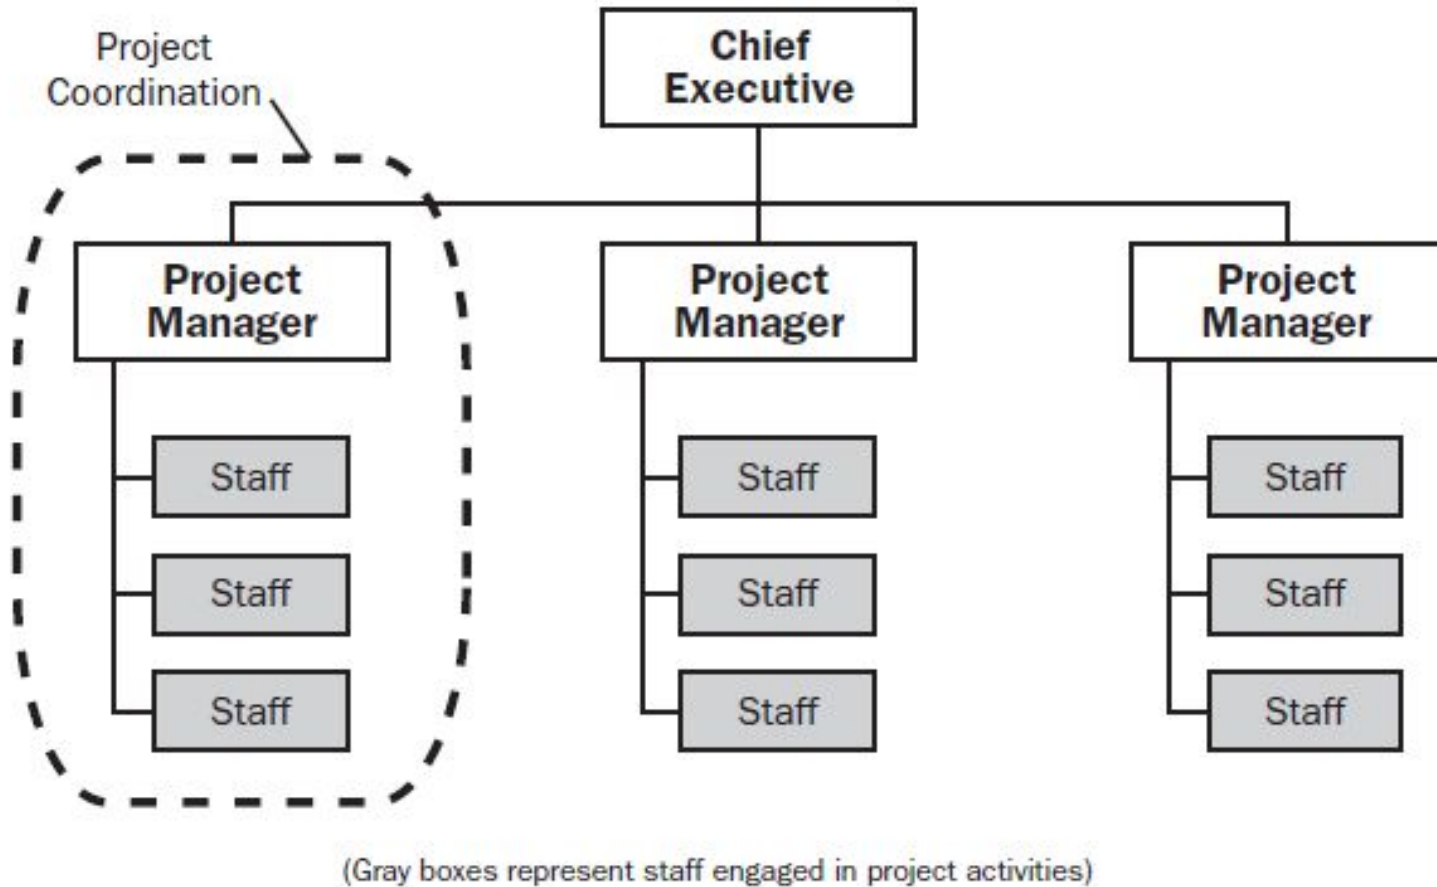 Project
Coordination
Chief
Executive
Project
Manager
Project
Manager
Project
Manager
Staff
Staff
Staff
Staff
Staff
Staff
Staff
Staff
Staff
(Gray boxes represent staff engaged in project activities)